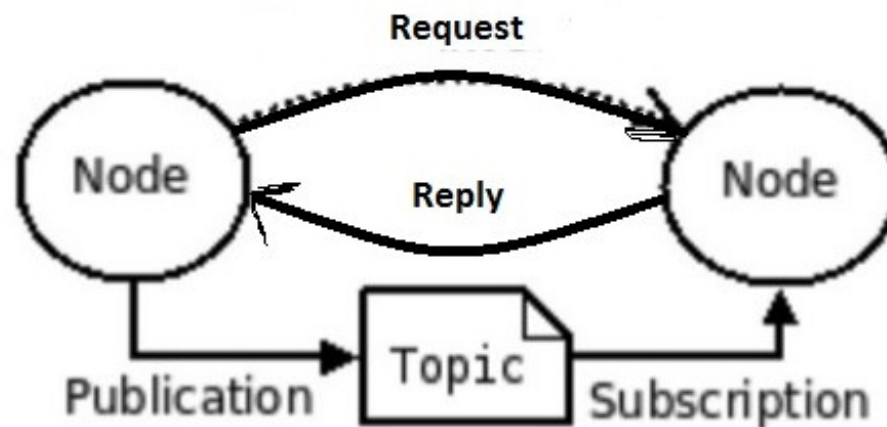 Request
Node
Node
Reply
Topic
Publication
Subscription